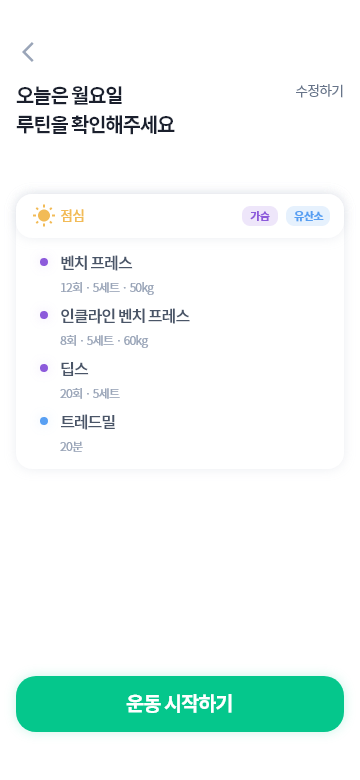 오늘은 월요일
수정하기
루틴을 확인해주세요
점심
가슴
유산소
벤치 프레스
12회 · 5세트 · 50kg
인클라인 벤치 프레스
8회 · 5세트 · 60kg
딥스
20회 · 5세트
트레드밀
20분
운동 시작하기